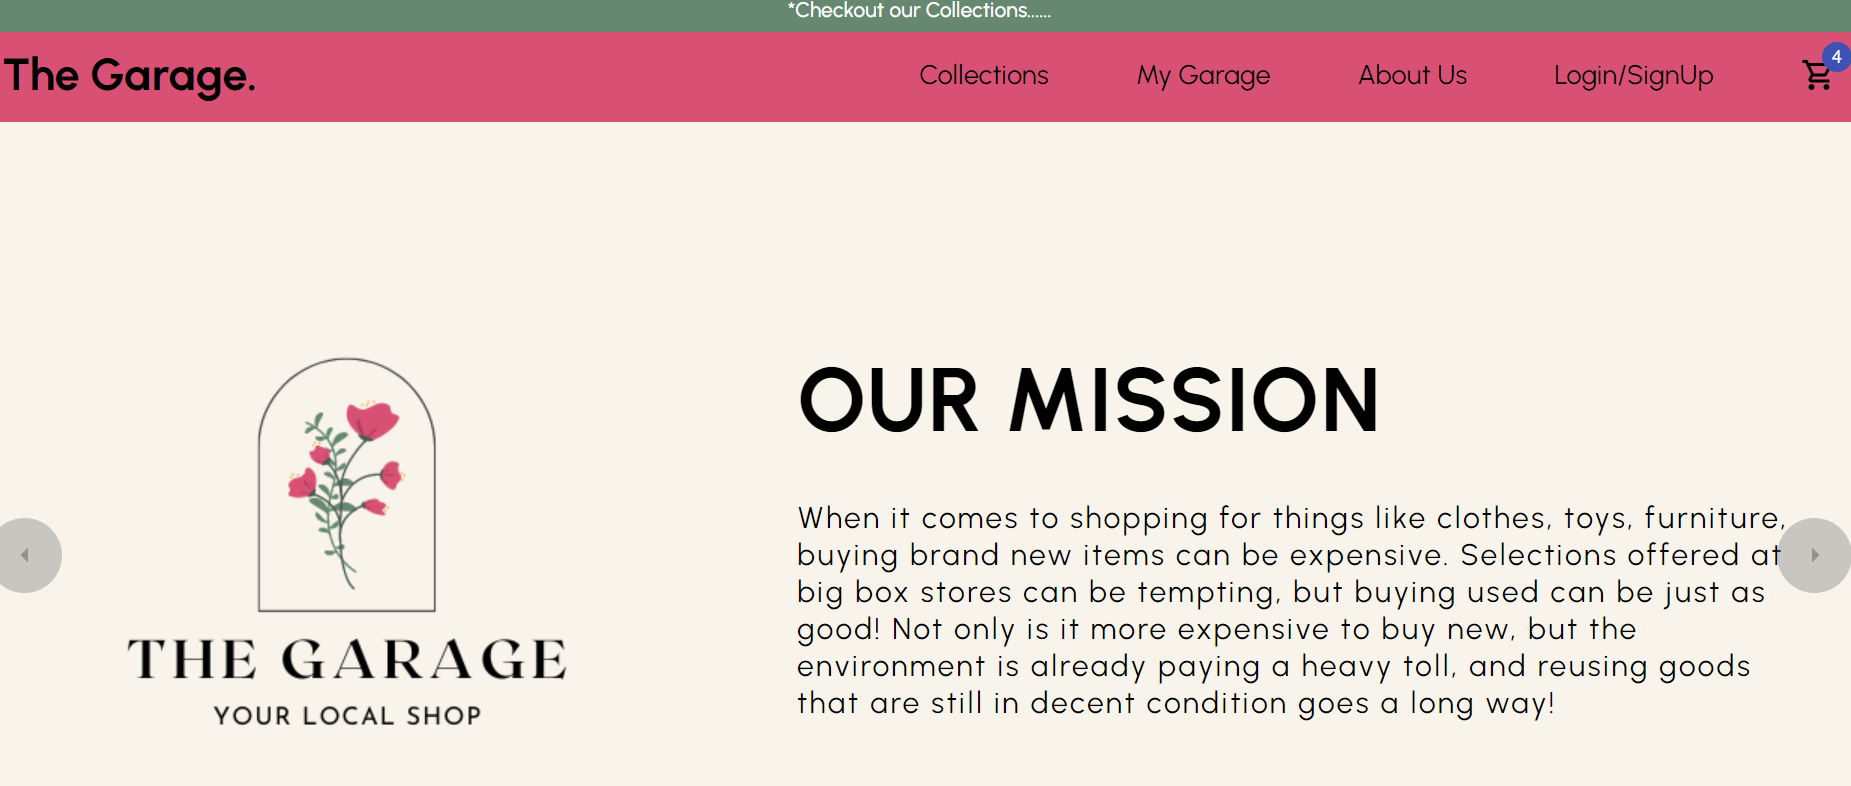 *Checkout our Collections......
The Garage.
Collections
My Garage
About Us
Login/SignUp
4
THE GARAGE
YOUR LOCAL SHOP
OUR MISSION
When it comes to shopping for things like clothes, toys, furniture,
buying brand new items can be expensive. Selections offered at
big box stores can be tempting, but buying used can be just as
good! Not only is it more expensive to buy new, but the
environment is already paying a heavy toll, and reusing goods
that are still in decent condition goes a long way!